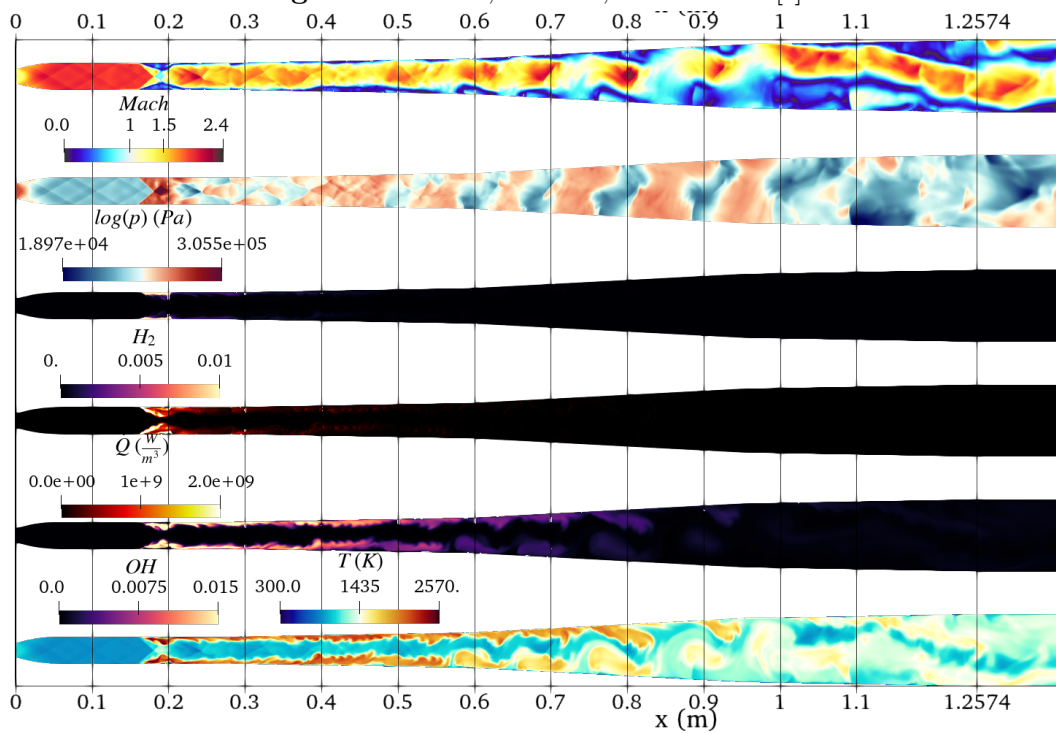 0 0.1 0.2 0.3 0.4 0.5 0.6 0.7 0.8 0.9 1 1.1 1.2574
Mach
0.0 1 1.5 2.4
log(p) (Pa)
1.897e+04 3.055e+05
H₂
0. 0.005 0.01
Q̇ (W/m³)
0.0e+00 1e+9 2.0e+09
OH
0.0 0.0075 0.015
T (K)
300.0 1435 2570.
0 0.1 0.2 0.3 0.4 0.5 0.6 0.7 0.8 0.9 1 1.1 1.2574
x (m)